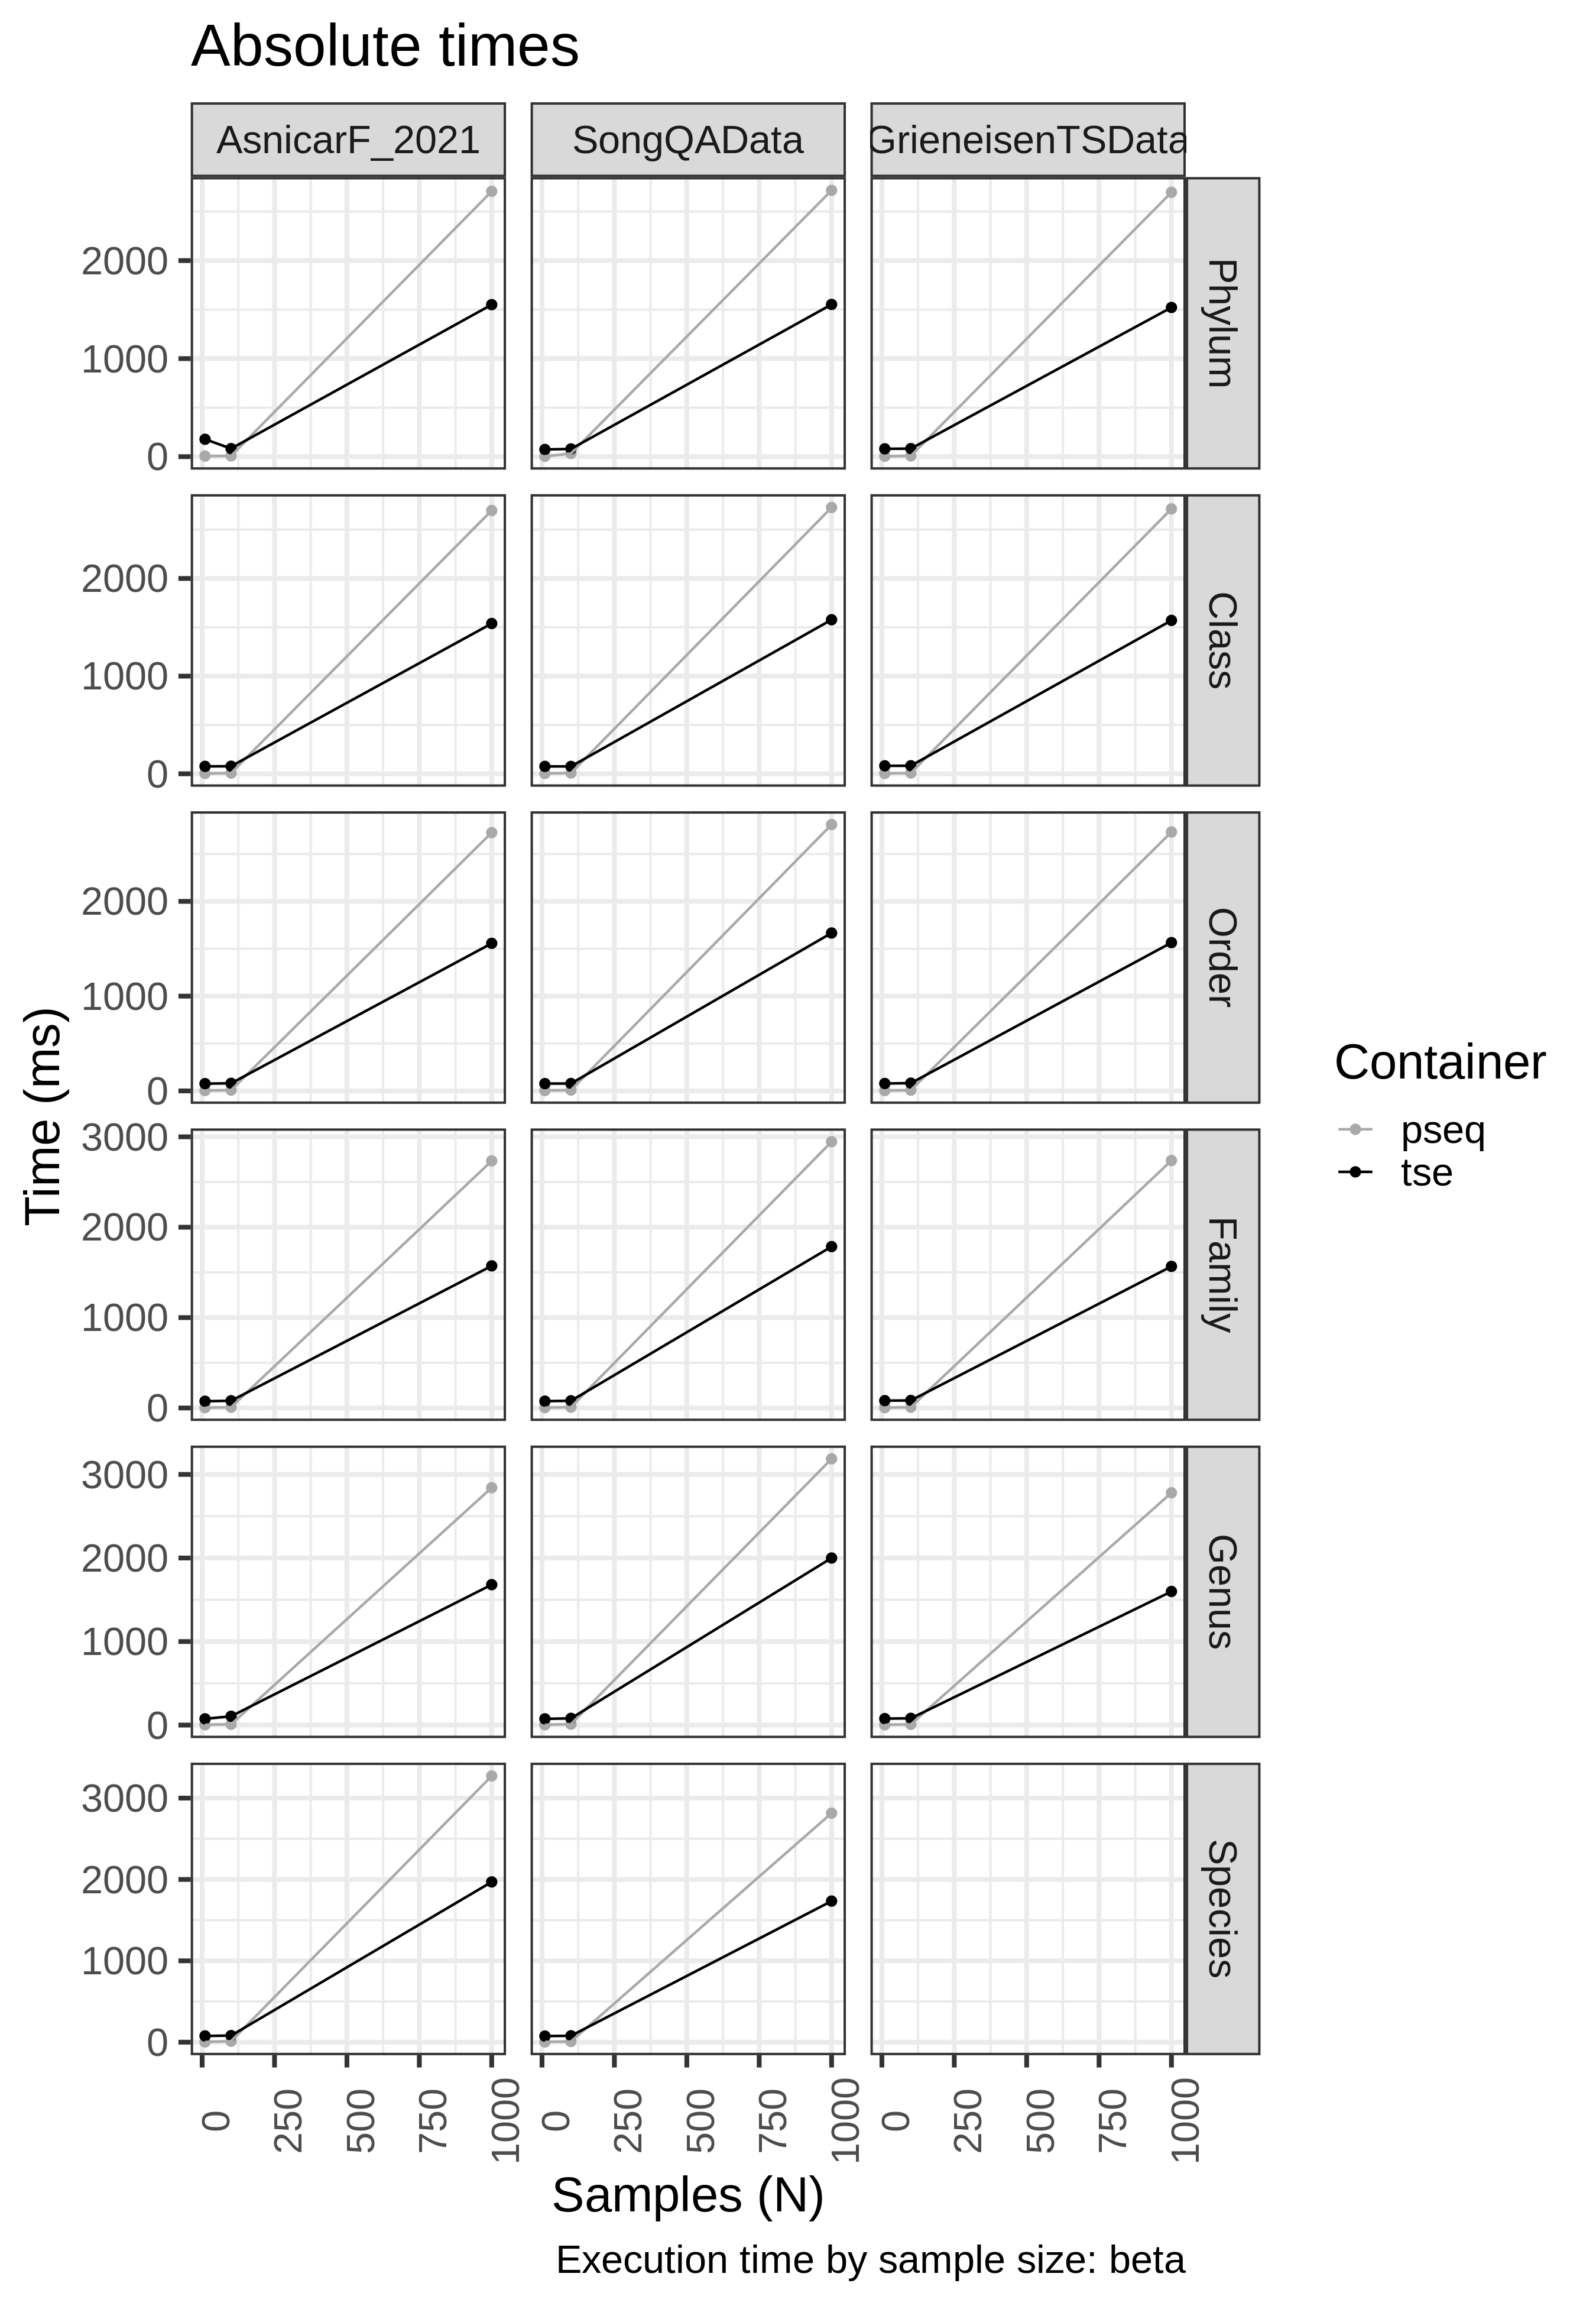 Absolute times
AsnicarF_2021 SongQAData GrieneisenTSData
2000
1000
0
Phylum
2000
1000
0
Class
2000
1000
0
Order
3000
2000
1000
0
Family
3000
2000
1000
0
Genus
3000
2000
1000
0
Species
Time (ms)
0 250 500 750 1000 0 250 500 750 1000 0 250 500 750 1000
Samples (N)
Execution time by sample size: beta
Container
pseq
tse